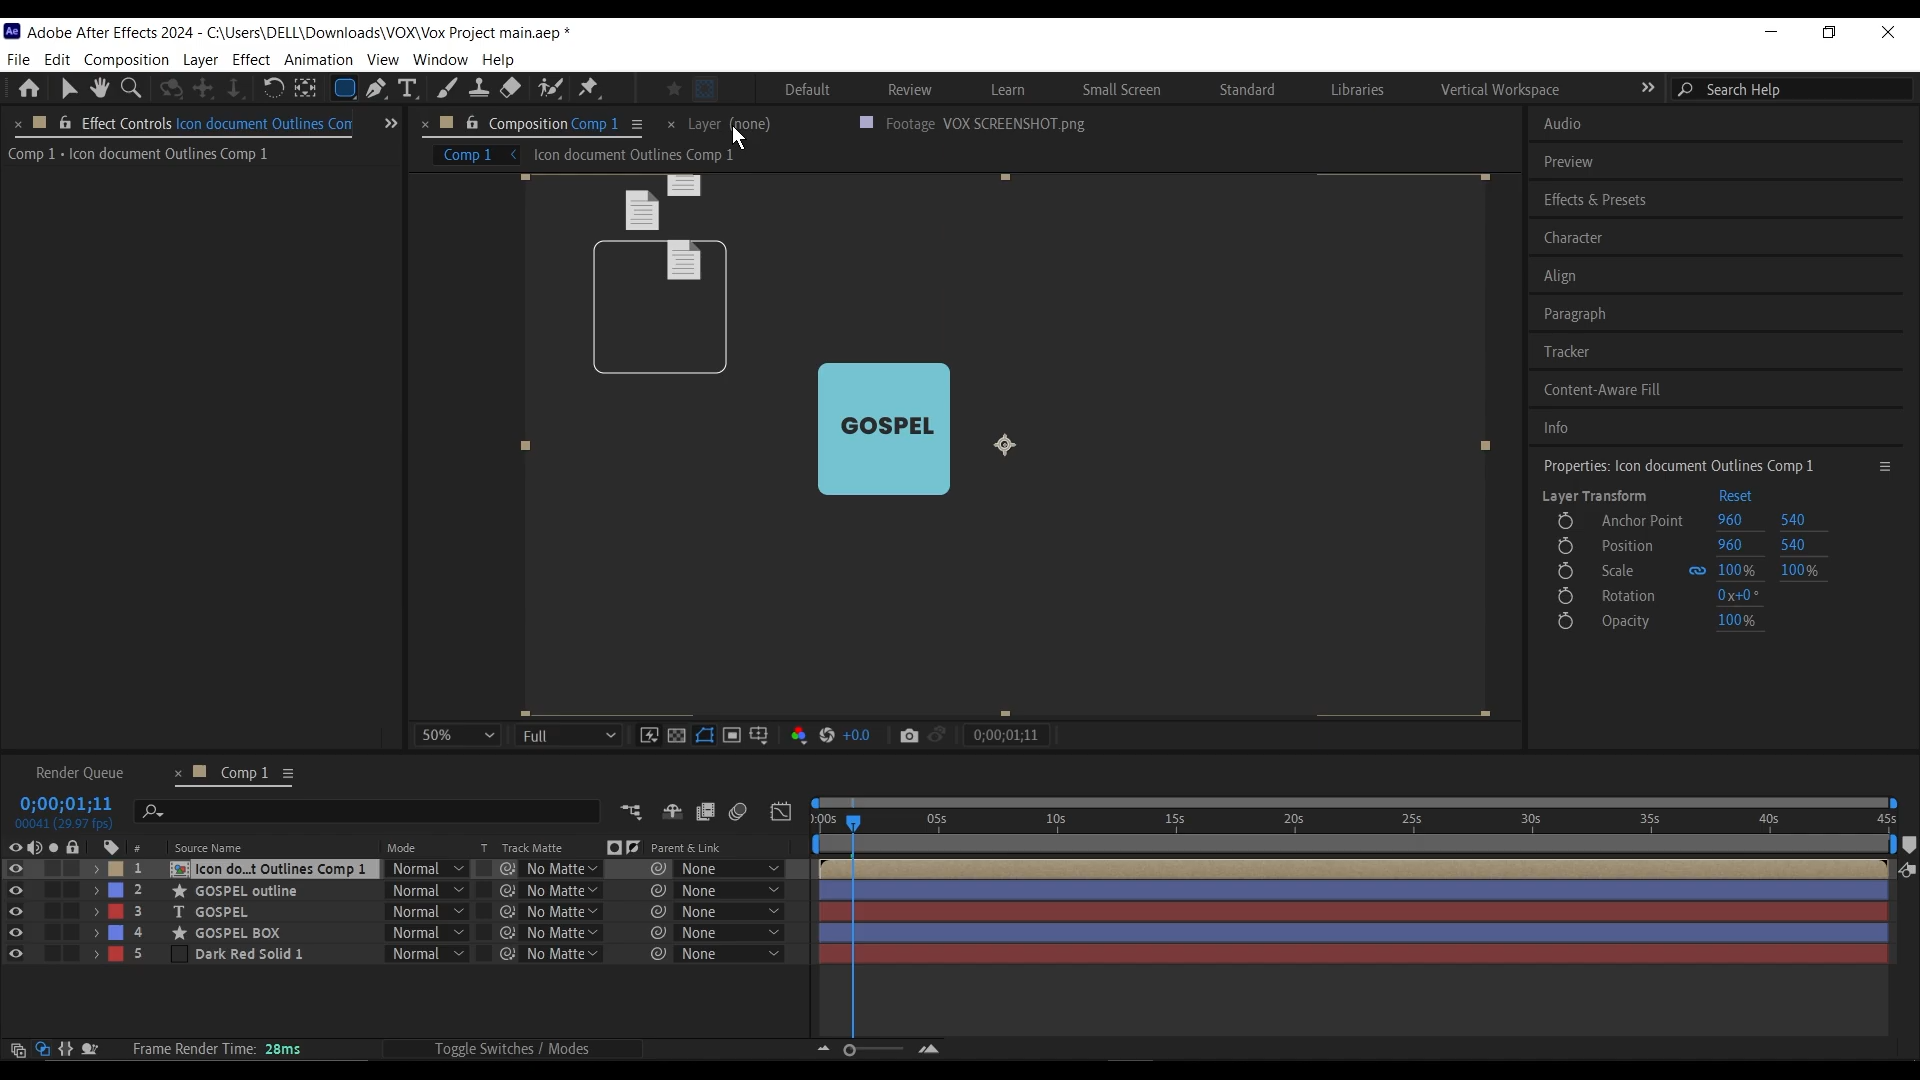 Adobe After Effects 2024 - C:\Users\DELL\Downloads\VOX\Vox Project main.aep *
File Edit Composition Layer Effect Animation View Window Help
Default Review Learn Small Screen Standard Libraries Vertical Workspace Search Help
Effect Controls Icon document Outlines Con
Comp 1 • Icon document Outlines Comp 1
Composition Comp 1 Layer (none) Footage VOX SCREENSHOT.png
Comp 1 Icon document Outlines Comp 1
GOSPEL
50% Full +0.0 0;00;01;11
Audio
Preview
Effects & Presets
Character
Align
Paragraph
Tracker
Content-Aware Fill
Info
Properties: Icon document Outlines Comp 1
Layer Transform Reset
Anchor Point 960 540
Position 960 540
Scale 100% 100%
Rotation 0x+0°
Opacity 100%
Render Queue Comp 1
0;00;01;11
00041 (29.97 fps)
):00s 05s 10s 15s 20s 25s 30s 35s 40s 45s
# Source Name Mode T Track Matte Parent & Link
1 Icon do...t Outlines Comp 1 Normal No Matte None
2 GOSPEL outline Normal No Matte None
3 T GOSPEL Normal No Matte None
4 GOSPEL BOX Normal No Matte None
5 Dark Red Solid 1 Normal No Matte None
Frame Render Time: 28ms Toggle Switches / Modes